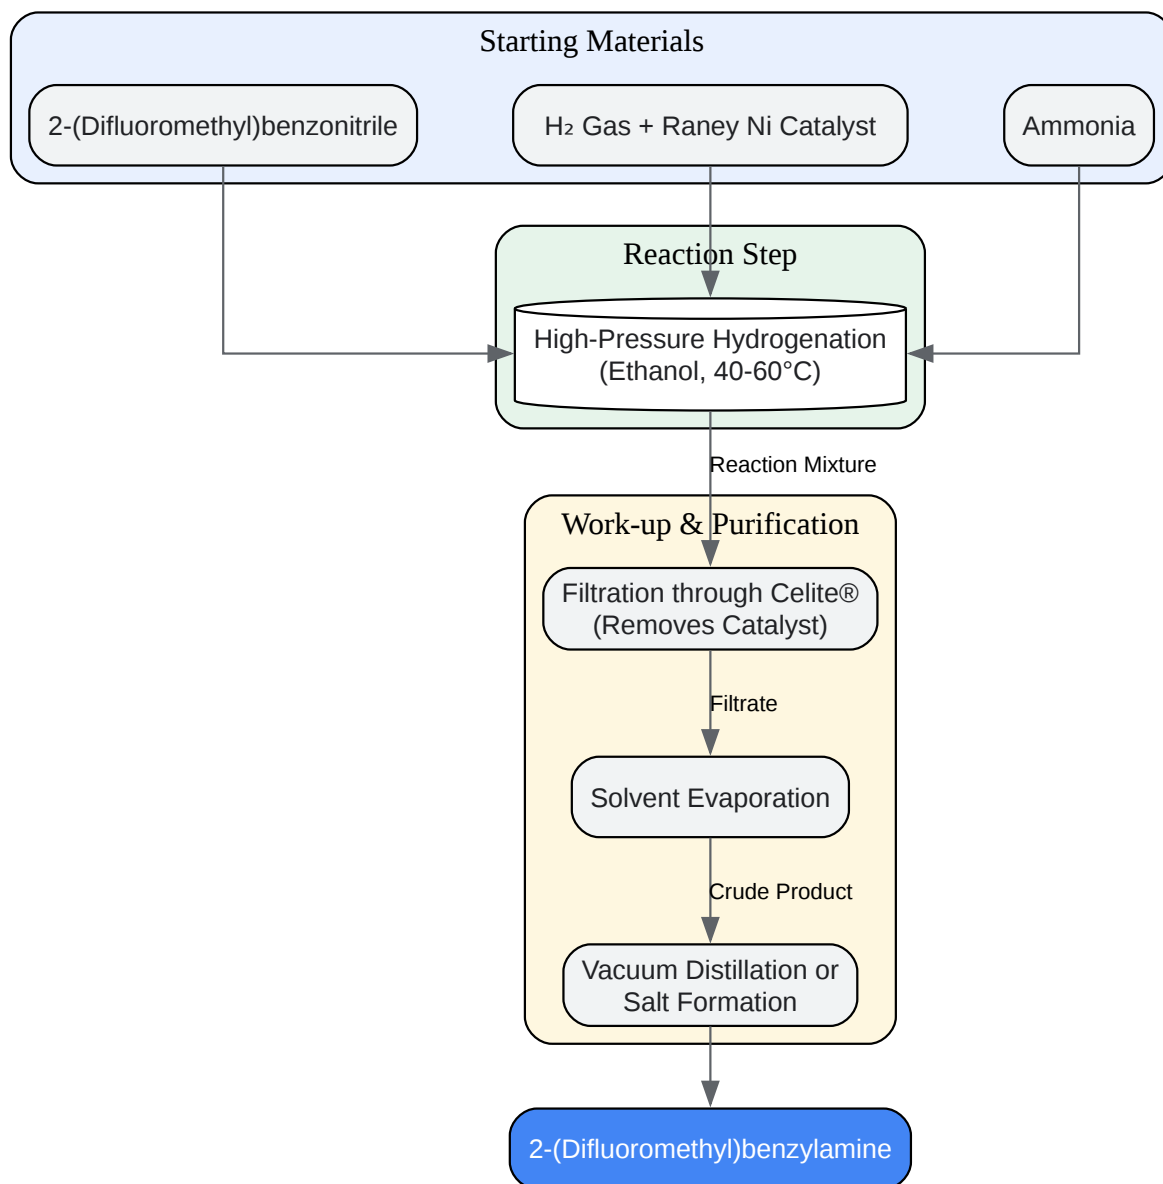 Starting Materials
2-(Difluoromethyl)benzonitrile
H₂ Gas + Raney Ni Catalyst
Ammonia
Reaction Step
High-Pressure Hydrogenation
(Ethanol, 40-60°C)
Reaction Mixture
Work-up & Purification
Filtration through Celite®
(Removes Catalyst)
Filtrate
Solvent Evaporation
Crude Product
Vacuum Distillation or
Salt Formation
2-(Difluoromethyl)benzylamine